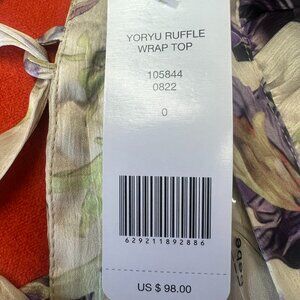 YORYU RUFFLE
WRAP TOP
105844
0822
0
629211892886
US $ 98.00